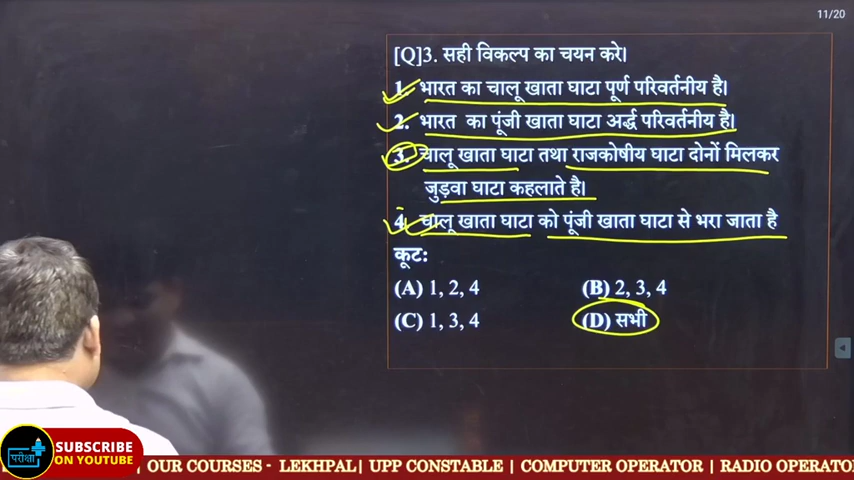 11/20
[Q]3. सही विकल्प का चयन करे।
1. भारत का चालू खाता घाटा पूर्ण परिवर्तनीय है।
2. भारत का पूंजी खाता घाटा अर्द्ध परिवर्तनीय है।
3. चालू खाता घाटा तथा राजकोषीय घाटा दोनों मिलकर
जुड़वा घाटा कहलाते है।
4. चालू खाता घाटा को पूंजी खाता घाटा से भरा जाता है
कूट:
(A) 1, 2, 4 (B) 2, 3, 4
(C) 1, 3, 4 (D) सभी
परीक्षा
SUBSCRIBE
ON YOUTUBE
, OUR COURSES - LEKHPAL| UPP CONSTABLE | COMPUTER OPERATOR | RADIO OPERATO